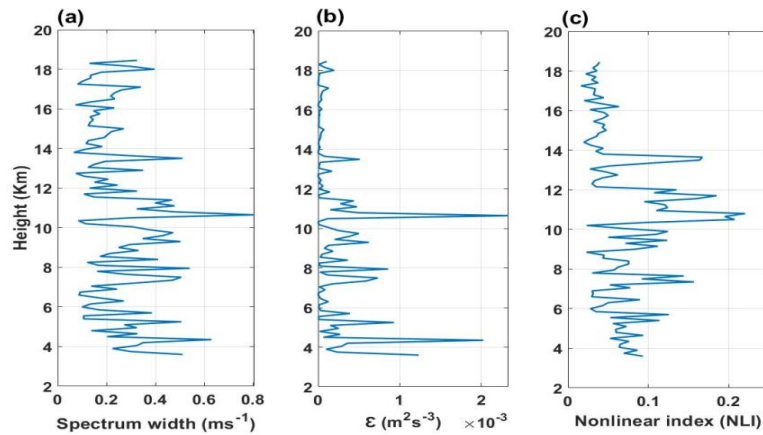 (a) (b) (c)
20 20 20
18 18 18
16 16 16
14 14 14
12 12 12
10 10 10
8 8 8
6 6 6
4 4 4
2 2 2
Height (Km)
0 0.2 0.4 0.6 0.8 0 1 2 0 0.1 0.2
Spectrum width (ms⁻¹) ε (m²s⁻³) ×10⁻³ Nonlinear index (NLI)